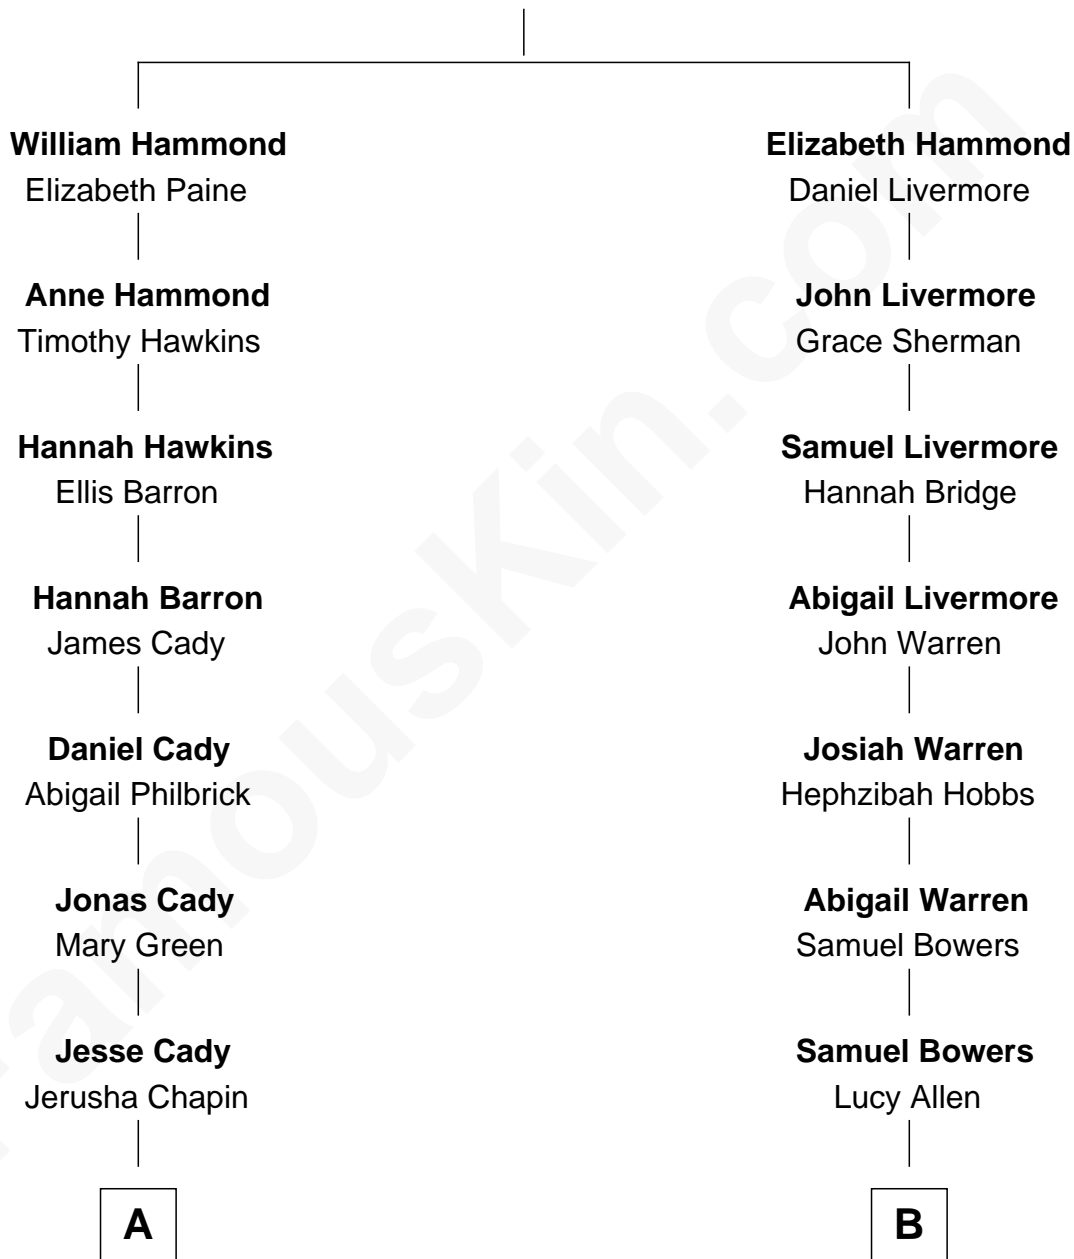 William Hammond
Elizabeth Paine
Anne Hammond
Timothy Hawkins
Hannah Hawkins
Ellis Barron
Hannah Barron
James Cady
Daniel Cady
Abigail Philbrick
Jonas Cady
Mary Green
Jesse Cady
Jerusha Chapin
A
Elizabeth Hammond
Daniel Livermore
John Livermore
Grace Sherman
Samuel Livermore
Hannah Bridge
Abigail Livermore
John Warren
Josiah Warren
Hephzibah Hobbs
Abigail Warren
Samuel Bowers
Samuel Bowers
Lucy Allen
B
FamousKin.com